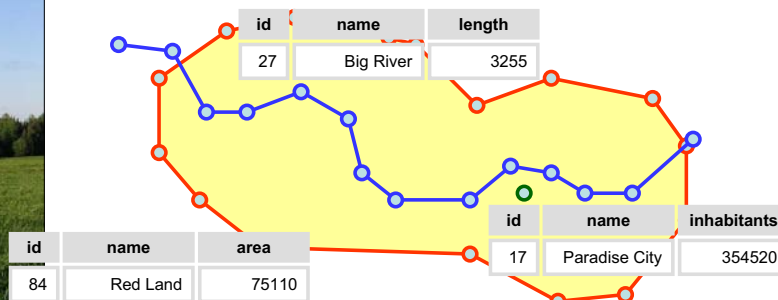 id name length
27 Big River 3255
id name inhabitants
17 Paradise City 354520
id name area
84 Red Land 75110